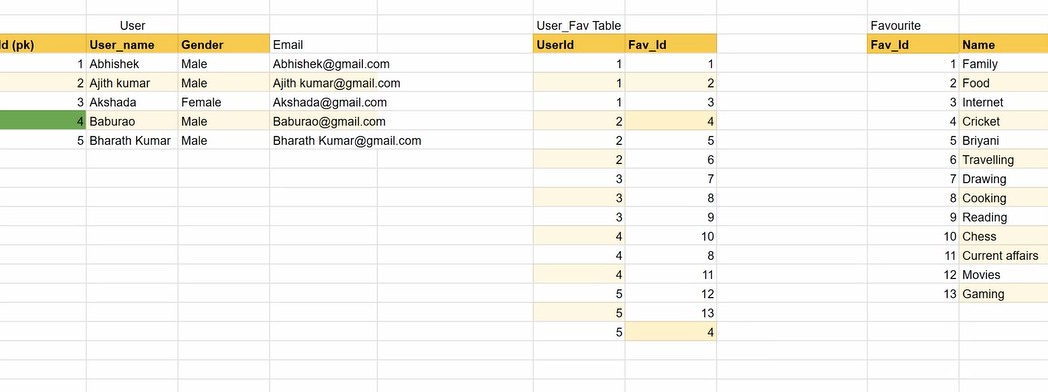 User User_Fav Table Favourite
Id (pk) User_name Gender Email UserId Fav_Id Fav_Id Name
1 Abhishek Male Abhishek@gmail.com 1 1 1 Family
2 Ajith kumar Male Ajith kumar@gmail.com 1 2 2 Food
3 Akshada Female Akshada@gmail.com 1 3 3 Internet
4 Baburao Male Baburao@gmail.com 2 4 4 Cricket
5 Bharath Kumar Male Bharath Kumar@gmail.com 2 5 5 Briyani
2 6 6 Travelling
3 7 7 Drawing
3 8 8 Cooking
3 9 9 Reading
4 10 10 Chess
4 8 11 Current affairs
4 11 12 Movies
5 12 13 Gaming
5 13
5 4